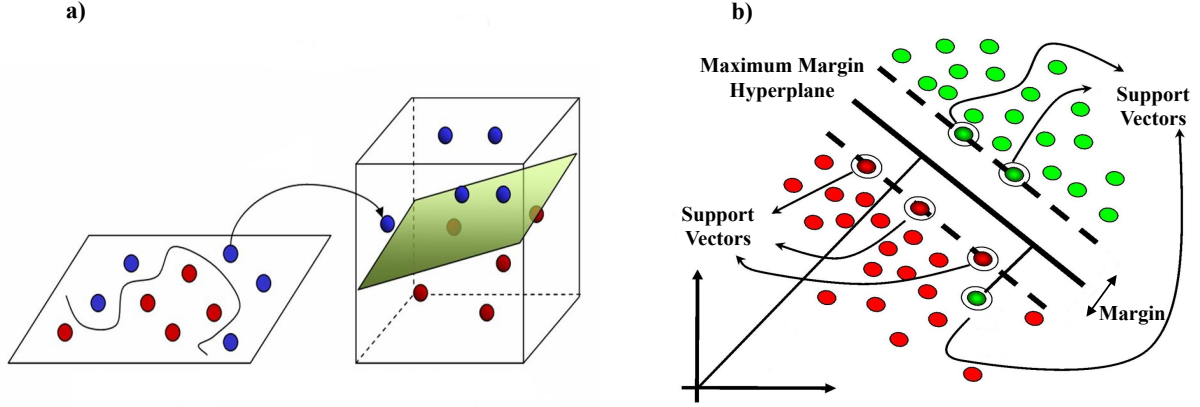 a)
b)
Maximum Margin
Hyperplane
Support
Vectors
Support
Vectors
Margin